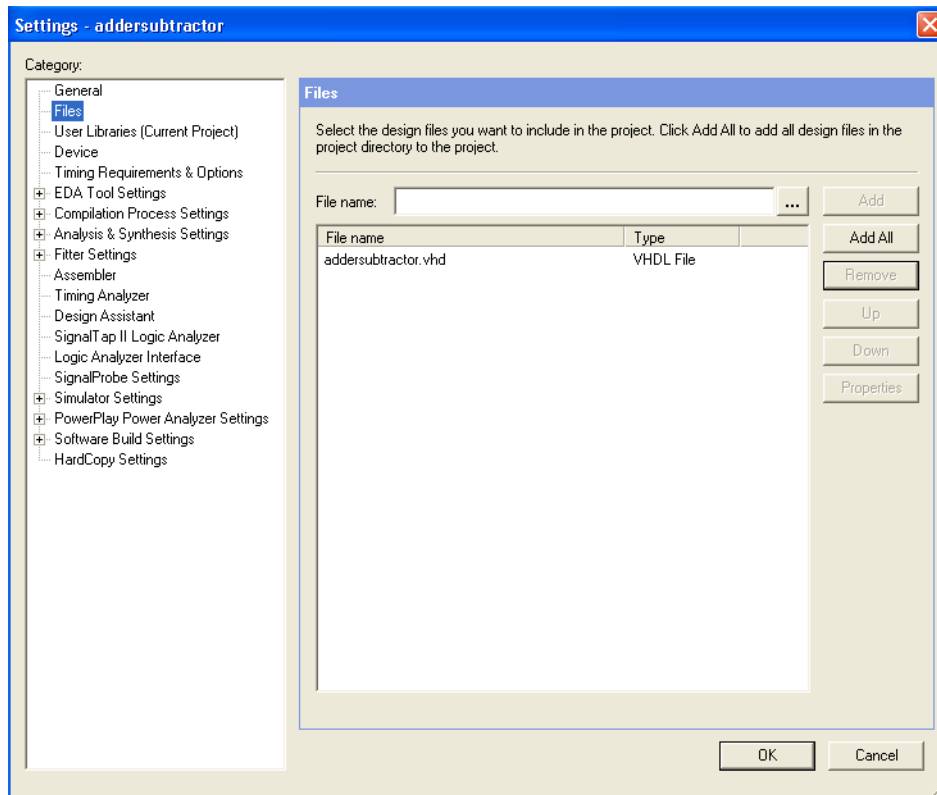 Settings - addersubtractor
Category:
General
Files
User Libraries (Current Project)
Device
Timing Requirements & Options
EDA Tool Settings
Compilation Process Settings
Analysis & Synthesis Settings
Fitter Settings
Assembler
Timing Analyzer
Design Assistant
SignalTap II Logic Analyzer
Logic Analyzer Interface
SignalProbe Settings
Simulator Settings
PowerPlay Power Analyzer Settings
Software Build Settings
HardCopy Settings
Files
Select the design files you want to include in the project. Click Add All to add all design files in the
project directory to the project.
File name:
...
Add
File name Type
Add All
addersubtractor.vhd VHDL File
Remove
Up
Down
Properties
OK
Cancel